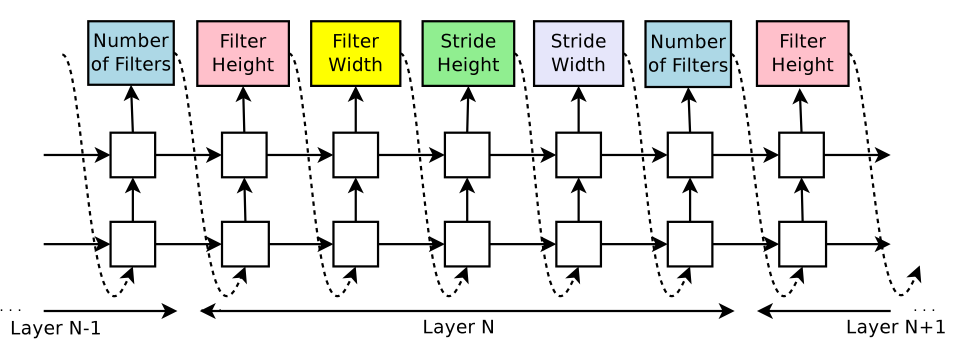 Number
of Filters
Filter
Height
Filter
Width
Stride
Height
Stride
Width
Number
of Filters
Filter
Height
. . .
Layer N-1
Layer N
. . .
Layer N+1